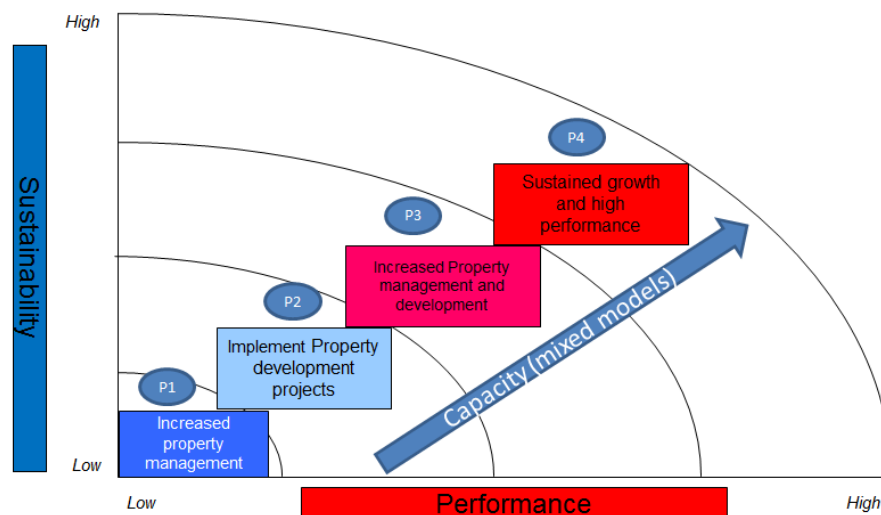 High
Sustainability
P4
Sustained growth
and high
performance
P3
Increased Property
management and
development
P2
Implement Property
development
projects
P1
Increased
property
management
Capacity (mixed models)
Low
Low
Performance
High